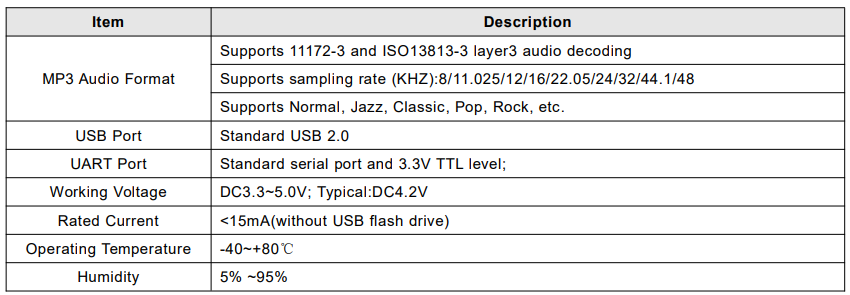 Item Description
MP3 Audio Format
Supports 11172-3 and ISO13813-3 layer3 audio decoding
Supports sampling rate (KHZ):8/11.025/12/16/22.05/24/32/44.1/48
Supports Normal, Jazz, Classic, Pop, Rock, etc.
USB Port Standard USB 2.0
UART Port Standard serial port and 3.3V TTL level;
Working Voltage DC3.3~5.0V; Typical:DC4.2V
Rated Current <15mA(without USB flash drive)
Operating Temperature -40~+80℃
Humidity 5% ~95%